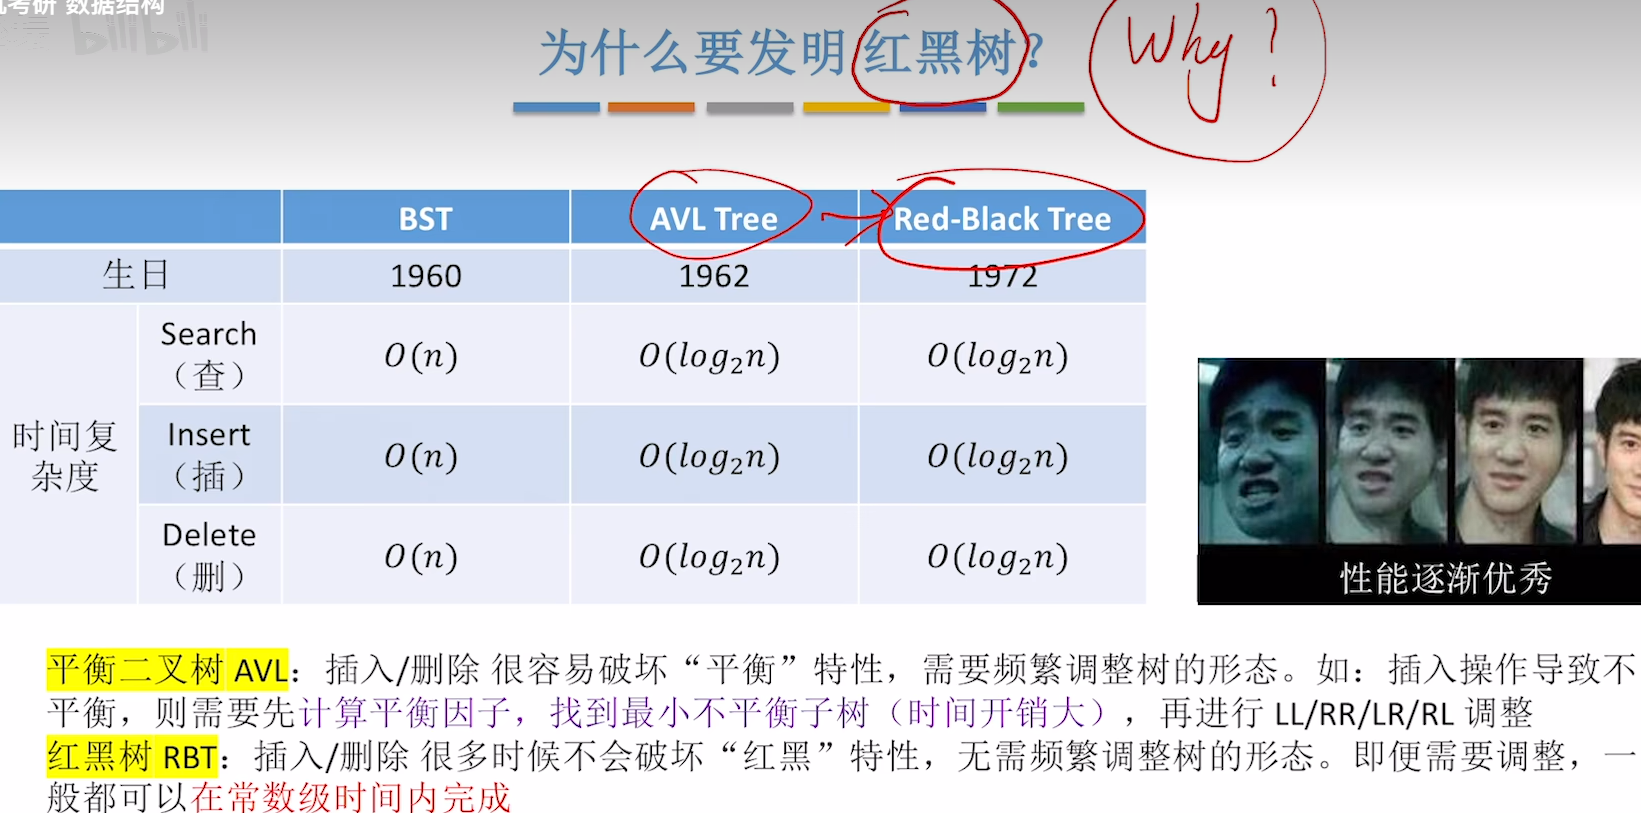 考研 数据结构
bilibili
为什么要发明 红黑树？
Why?
BST AVL Tree Red-Black Tree
生日 1960 1962 1972
时间复杂度
Search（查） O(n) O(log₂n) O(log₂n)
Insert（插） O(n) O(log₂n) O(log₂n)
Delete（删） O(n) O(log₂n) O(log₂n)
性能逐渐优秀
平衡二叉树 AVL：插入/删除 很容易破坏“平衡”特性，需要频繁调整树的形态。如：插入操作导致不
平衡，则需要先计算平衡因子，找到最小不平衡子树（时间开销大），再进行 LL/RR/LR/RL 调整
红黑树 RBT：插入/删除 很多时候不会破坏“红黑”特性，无需频繁调整树的形态。即便需要调整，一
般都可以在常数级时间内完成